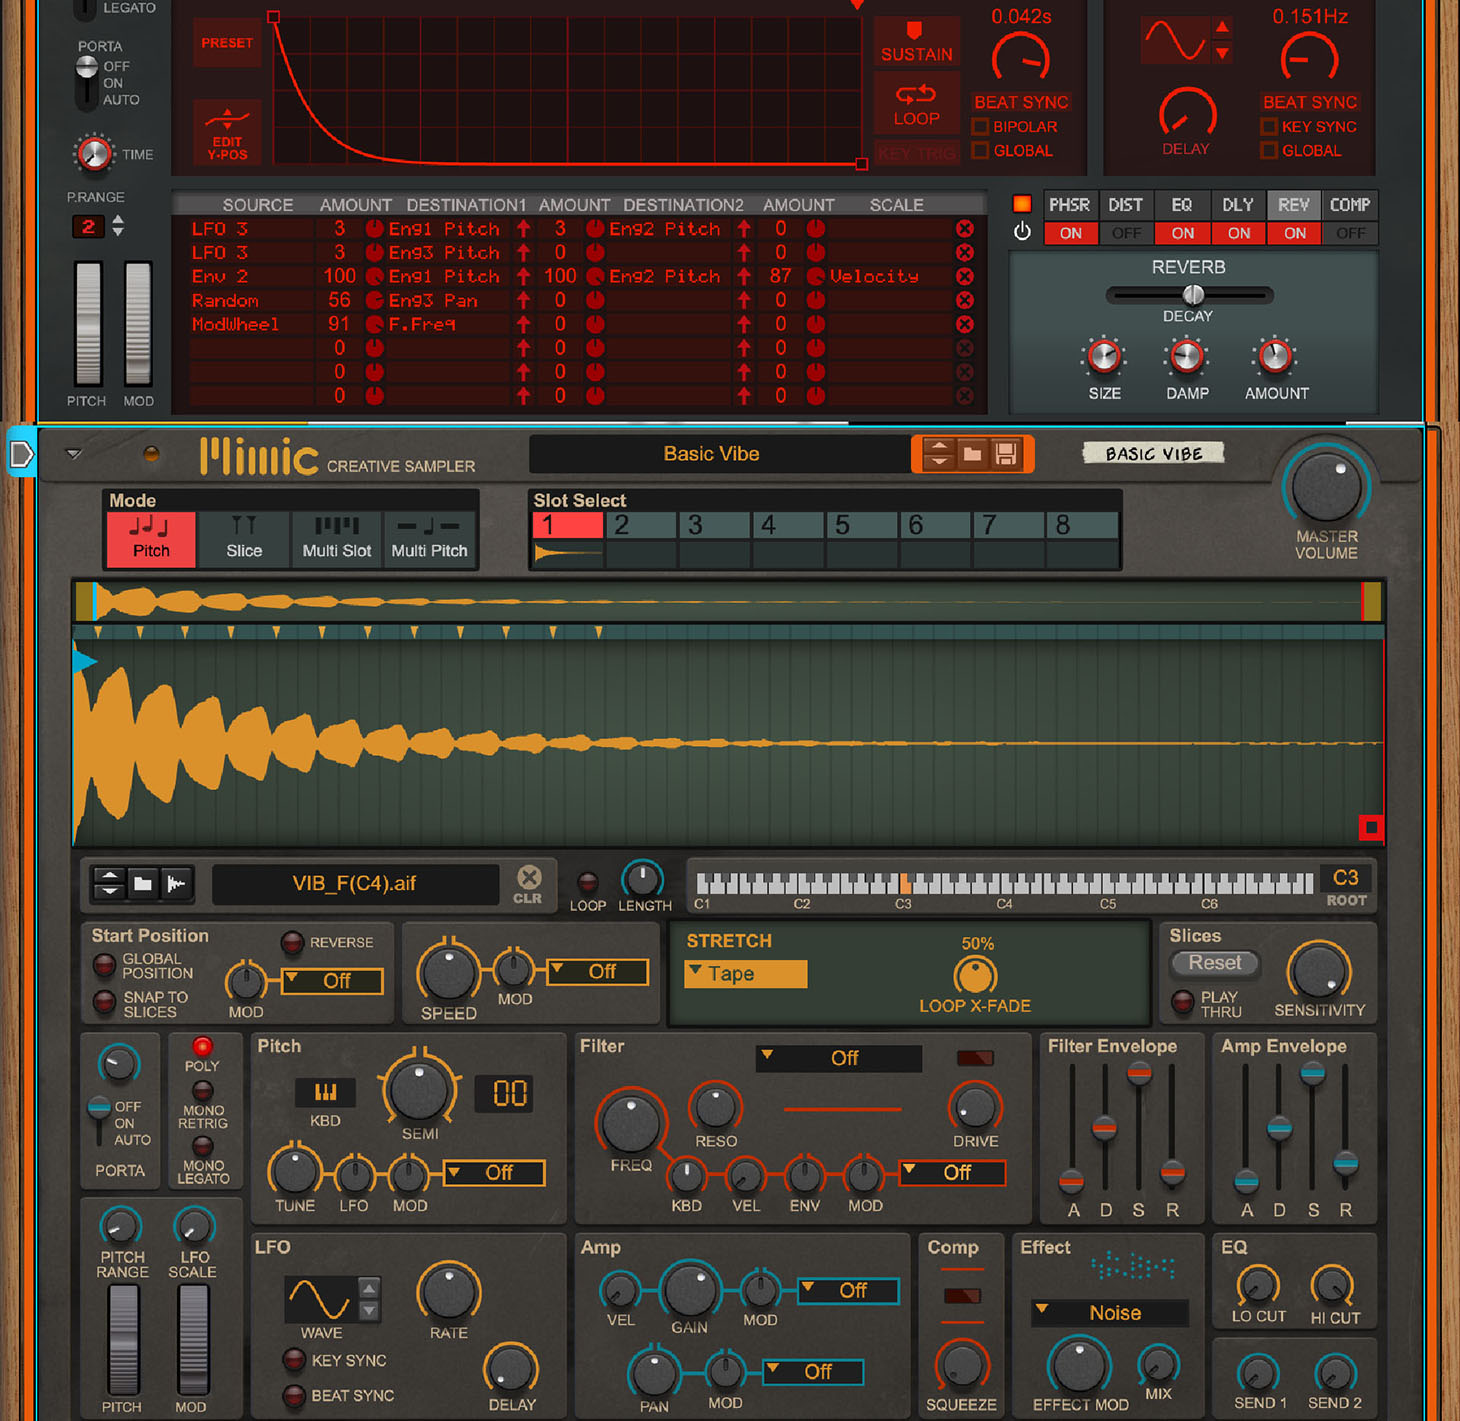 LEGATO
PORTA
OFF
ON
AUTO
TIME
P.RANGE
2
PITCH MOD
PRESET
EDIT
Y-POS
SUSTAIN
LOOP
KEY TRIG
0.042s
BEAT SYNC
BIPOLAR
GLOBAL
DELAY
0.151Hz
BEAT SYNC
KEY SYNC
GLOBAL
SOURCE AMOUNT DESTINATION1 AMOUNT DESTINATION2 AMOUNT SCALE
LFO 3 3 Eng1 Pitch 3 Eng2 Pitch 0
LFO 3 3 Eng3 Pitch 0 0
Env 2 100 Eng1 Pitch 100 Eng2 Pitch 87 Velocity
Random 56 Eng3 Pan 0 0
ModWheel 91 F.Freq 0 0
0 0 0
0 0 0
0 0 0
PHSR DIST EQ DLY REV COMP
ON OFF ON ON ON OFF
REVERB
DECAY
SIZE DAMP AMOUNT
Mimic CREATIVE SAMPLER
Basic Vibe
BASIC VIBE
MASTER
VOLUME
Mode
Pitch Slice Multi Slot Multi Pitch
Slot Select
1 2 3 4 5 6 7 8
VIB_F(C4).aif
CLR
LOOP LENGTH
C1 C2 C3 C4 C5 C6
C3
ROOT
Start Position
GLOBAL
POSITION
SNAP TO
SLICES
REVERSE
MOD
Off
SPEED
MOD
Off
STRETCH
Tape
50%
LOOP X-FADE
Slices
Reset
PLAY
THRU
SENSITIVITY
OFF
ON
AUTO
PORTA
POLY
MONO
RETRIG
MONO
LEGATO
Pitch
KBD
SEMI
00
TUNE LFO MOD
Off
Filter
Off
FREQ
RESO
DRIVE
KBD VEL ENV MOD
Off
Filter Envelope
A D S R
Amp Envelope
A D S R
PITCH
RANGE
LFO
SCALE
PITCH MOD
LFO
WAVE
RATE
KEY SYNC
BEAT SYNC
DELAY
Amp
VEL GAIN MOD
Off
PAN MOD
Off
Comp
SQUEEZE
Effect
Noise
EFFECT MOD MIX
EQ
LO CUT HI CUT
SEND 1 SEND 2